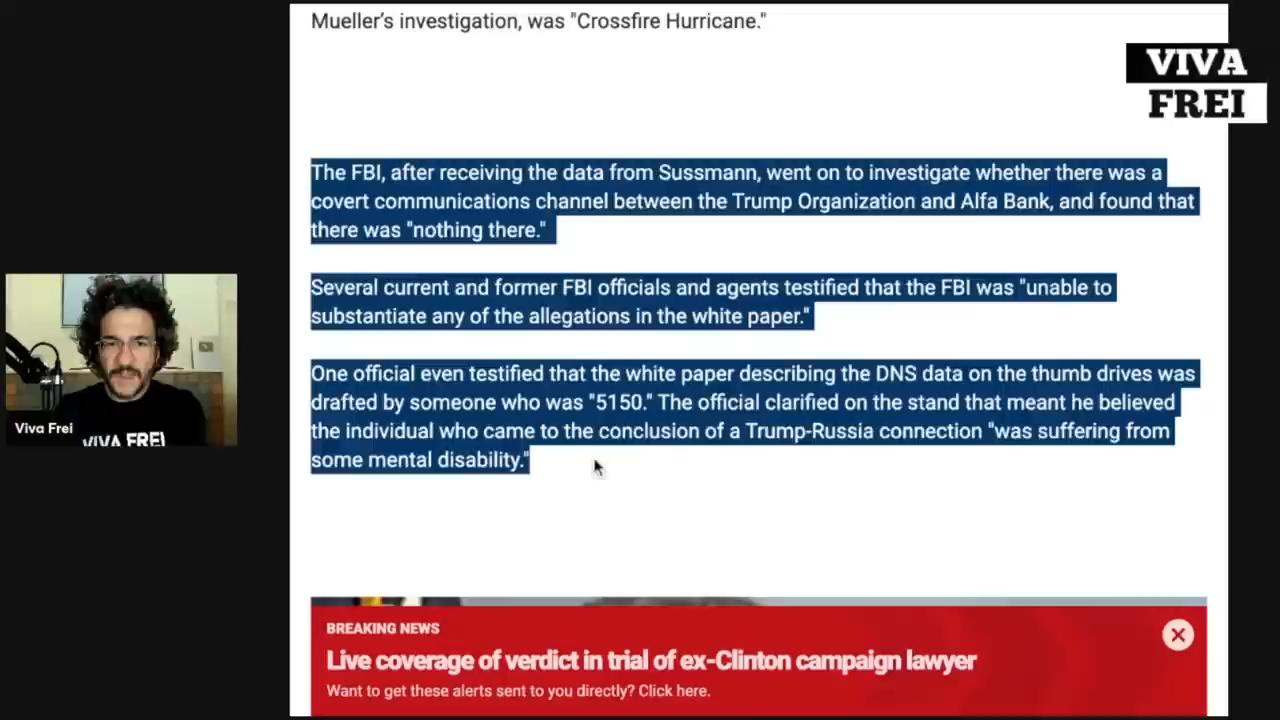 Mueller’s investigation, was "Crossfire Hurricane."
VIVA
FREI
The FBI, after receiving the data from Sussmann, went on to investigate whether there was a
covert communications channel between the Trump Organization and Alfa Bank, and found that
there was "nothing there."
Several current and former FBI officials and agents testified that the FBI was "unable to
substantiate any of the allegations in the white paper."
One official even testified that the white paper describing the DNS data on the thumb drives was
drafted by someone who was "5150." The official clarified on the stand that meant he believed
the individual who came to the conclusion of a Trump-Russia connection "was suffering from
some mental disability."
Viva Frei
VIVA FREI
BREAKING NEWS
Live coverage of verdict in trial of ex-Clinton campaign lawyer
Want to get these alerts sent to you directly? Click here.